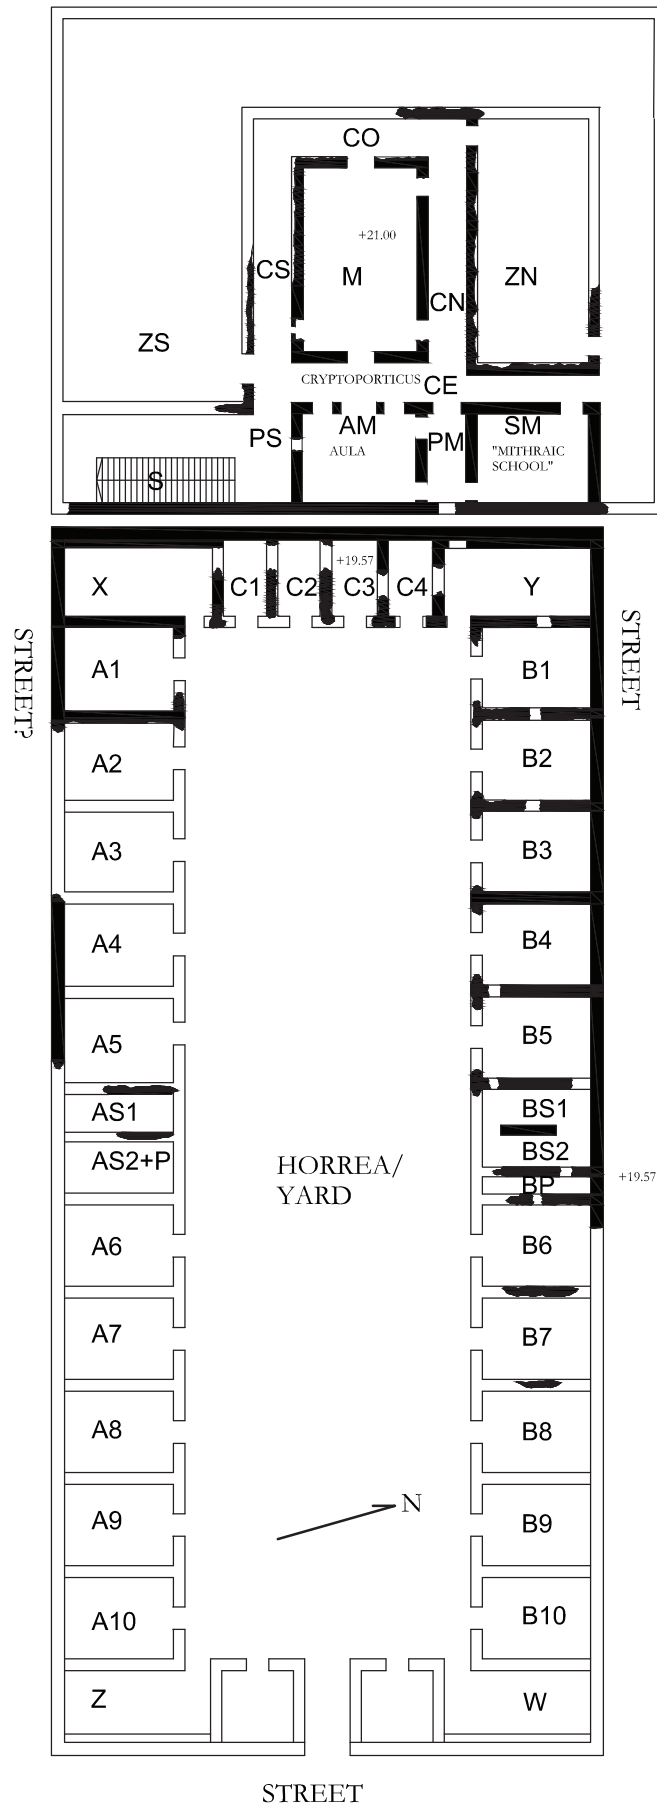 CO
+21.00
CS
M
ZN
CN
ZS
CRYPTOPORTICUS
CE
PS
AM
PM
SM
AULA
"MITHRAIC
SCHOOL"
S
+19.57
X
C1
C2
C3
C4
Y
STREET?
STREET
A1
B1
A2
B2
A3
B3
A4
B4
A5
B5
AS1
BS1
AS2+P
BS2
HORREA/
YARD
BP
+19.57
A6
B6
A7
B7
A8
B8
N
A9
B9
A10
B10
Z
W
STREET